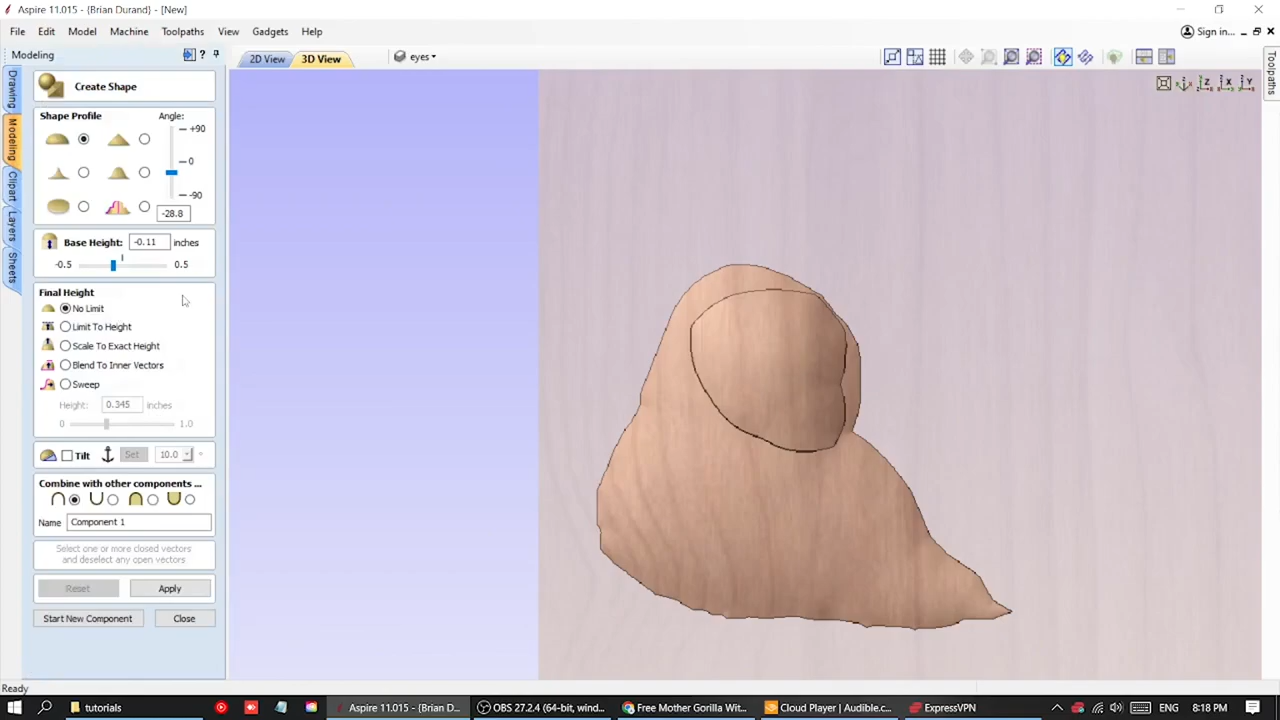 Aspire 11.015 - {Brian Durand} - [New]
File Edit Model Machine Toolpaths View Gadgets Help
Sign in...
Modeling
2D View 3D View eyes
Toolpaths
Drawing
Modeling
Clipart
Layers
Sheets
Create Shape
Shape Profile Angle:
+90
0
-90
-28.8
Base Height: -0.11 inches
-0.5 0.5
Final Height
No Limit
Limit To Height
Scale To Exact Height
Blend To Inner Vectors
Sweep
Height: 0.345 inches
0 1.0
Tilt Set 10.0 °
Combine with other components ...
Name Component 1
Select one or more closed vectors
and deselect any open vectors
Reset Apply
Start New Component Close
Ready
tutorials Aspire 11.015 - {Brian D... OBS 27.2.4 (64-bit, wind... Free Mother Gorilla Wit... Cloud Player | Audible.c... ExpressVPN 8:18 PM